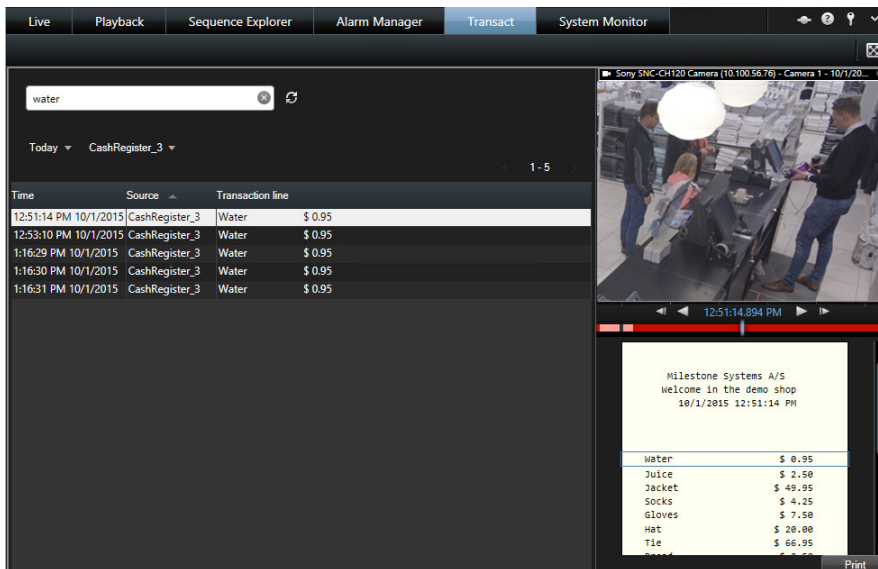 Live Playback Sequence Explorer Alarm Manager Transact System Monitor
Sony SNC-CH120 Camera (10.100.56.76) - Camera 1 - 10/1/20...
water
Today CashRegister_3
1 - 5
Time Source Transaction line
12:51:14 PM 10/1/2015 CashRegister_3 Water $ 0.95
12:53:10 PM 10/1/2015 CashRegister_3 Water $ 0.95
1:16:29 PM 10/1/2015 CashRegister_3 Water $ 0.95
1:16:30 PM 10/1/2015 CashRegister_3 Water $ 0.95
1:16:31 PM 10/1/2015 CashRegister_3 Water $ 0.95
12:51:14.894 PM
Milestone Systems A/S
Welcome in the demo shop
10/1/2015 12:51:14 PM
Water $ 0.95
Juice $ 2.50
Jacket $ 49.95
Socks $ 4.25
Gloves $ 7.50
Hat $ 20.00
Tie $ 66.95
Print